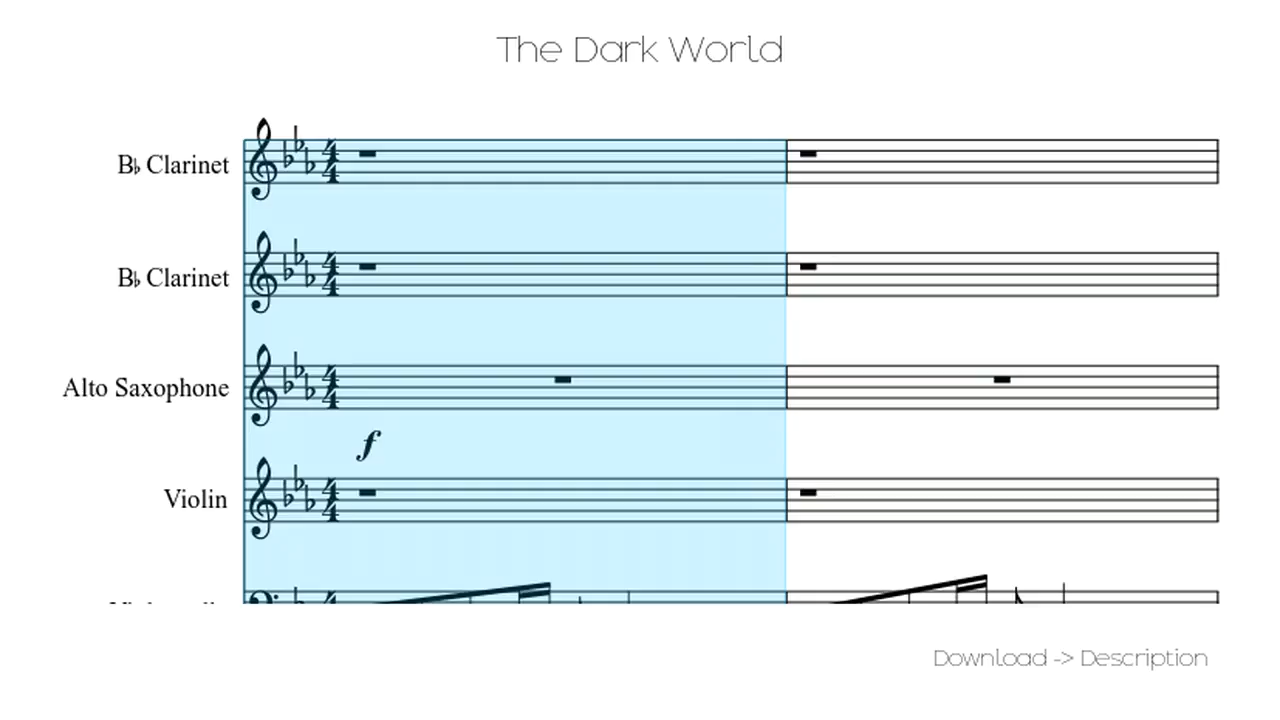 The Dark World
B♭ Clarinet
B♭ Clarinet
Alto Saxophone
f
Violin
Download -> Description